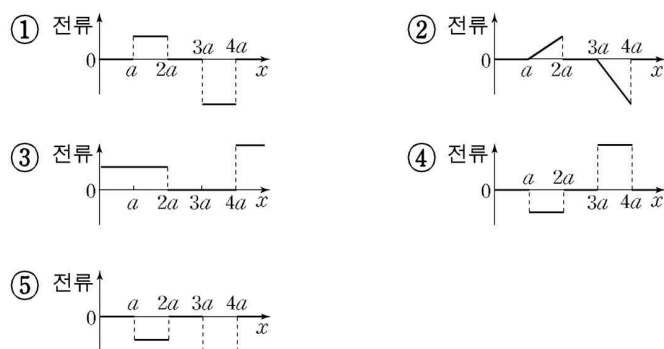 ① 전류 0 a 2a 3a 4a x
② 전류 0 a 2a 3a 4a x
③ 전류 0 a 2a 3a 4a x
④ 전류 0 a 2a 3a 4a x
⑤ 전류 0 a 2a 3a 4a x